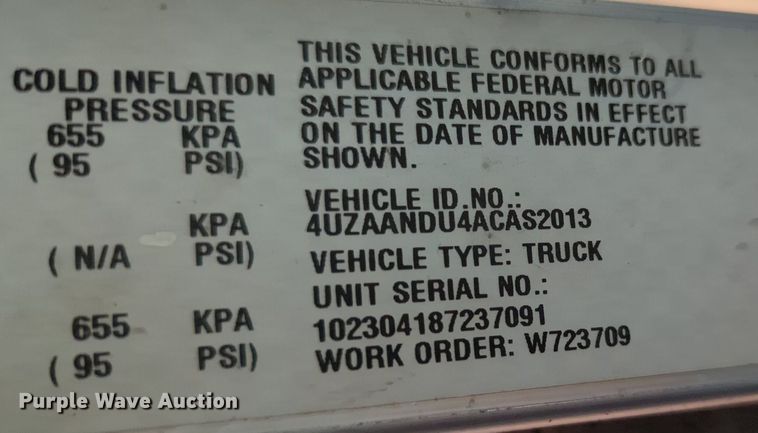 COLD INFLATION
PRESSURE
655 KPA
( 95 PSI)
KPA
( N/A PSI)
655 KPA
( 95 PSI)
THIS VEHICLE CONFORMS TO ALL
APPLICABLE FEDERAL MOTOR
SAFETY STANDARDS IN EFFECT
ON THE DATE OF MANUFACTURE
SHOWN.
VEHICLE ID.NO.:
4UZAANDU4ACAS2013
VEHICLE TYPE: TRUCK
UNIT SERIAL NO.:
102304187237091
WORK ORDER: W723709
Purple Wave Auction